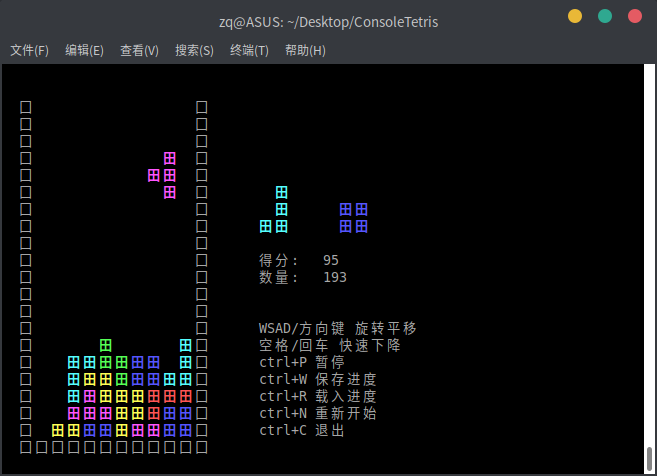 zq@ASUS: ~/Desktop/ConsoleTetris
文件(F) 编辑(E) 查看(V) 搜索(S) 终端(T) 帮助(H)
得分: 95
数量: 193
WSAD/方向键 旋转平移
空格/回车 快速下降
ctrl+P 暂停
ctrl+W 保存进度
ctrl+R 载入进度
ctrl+N 重新开始
ctrl+C 退出